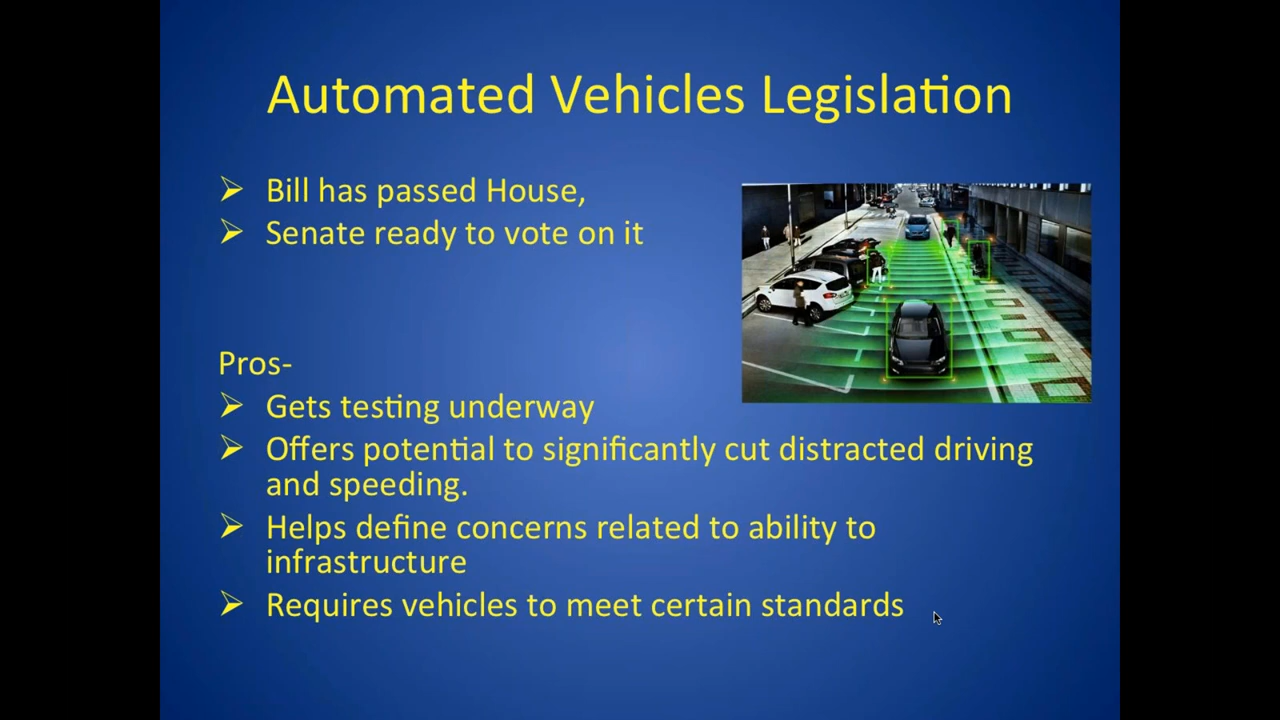 Automated Vehicles Legislation
➢ Bill has passed House,
➢ Senate ready to vote on it
Pros-
➢ Gets testing underway
➢ Offers potential to significantly cut distracted driving
and speeding.
➢ Helps define concerns related to ability to
infrastructure
➢ Requires vehicles to meet certain standards